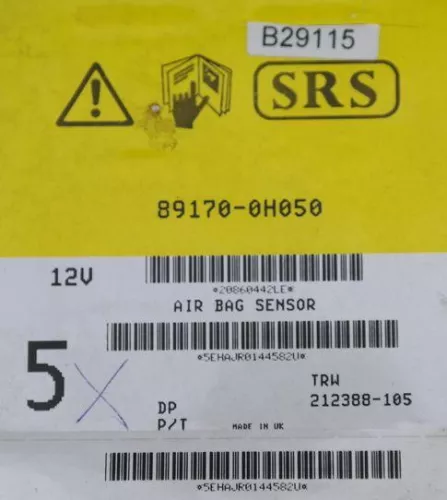 B29115
SRS
89170-0H050
12V
*20860442LE*
AIR BAG SENSOR
*5EHAJR0144582U*
5
TRW
DP 212388-105
P/T MADE IN UK
*5EHAJR0144582U*